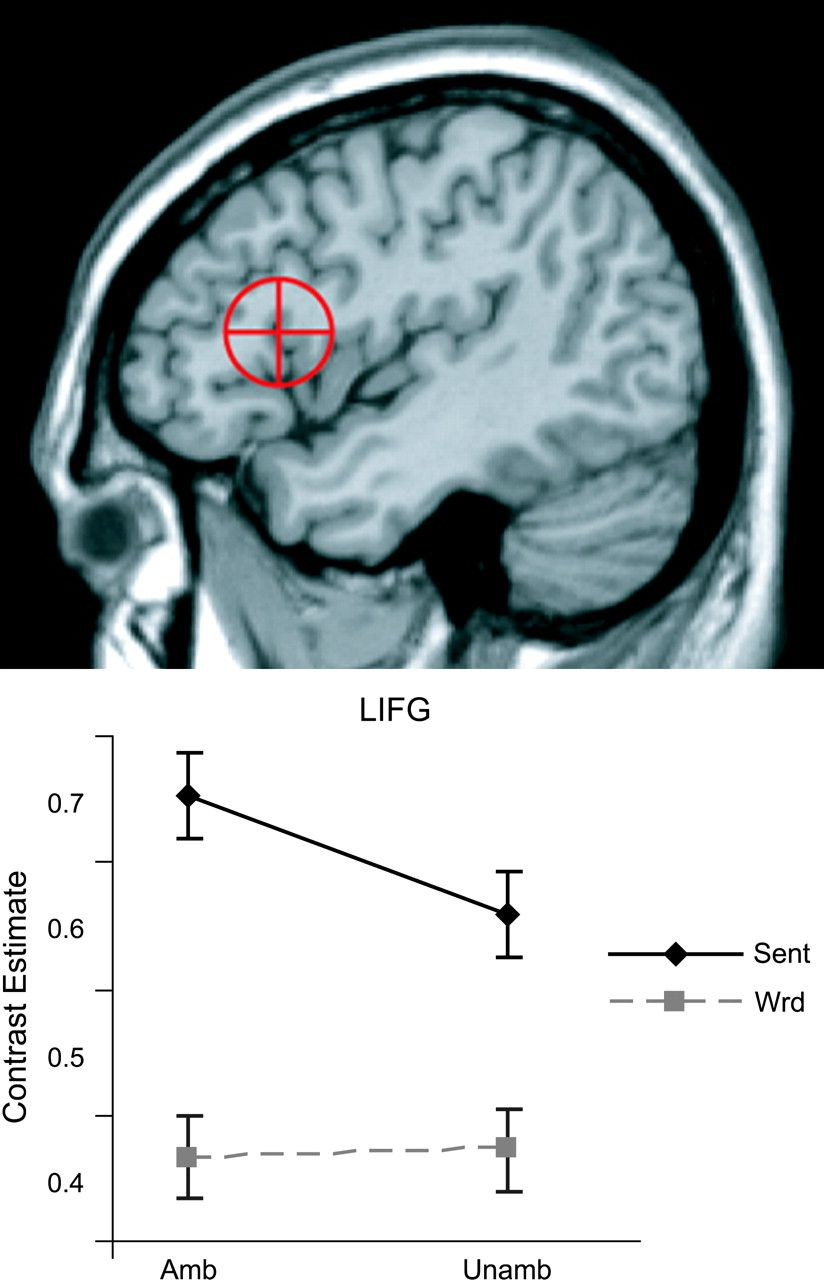 LIFG
Contrast Estimate
0.7
0.6
0.5
0.4
Sent
Wrd
Amb Unamb